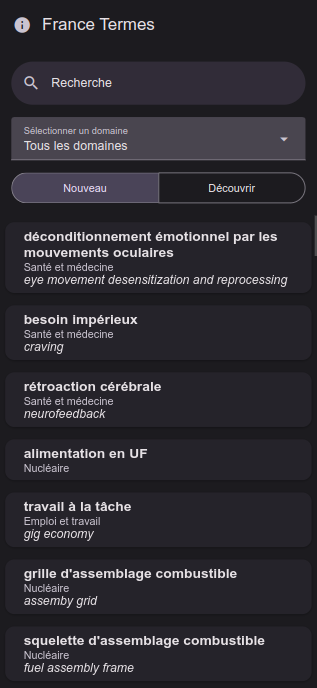 France Termes
Recherche
Sélectionner un domaine
Tous les domaines
Nouveau
Découvrir
déconditionnement émotionnel par les
mouvements oculaires
Santé et médecine
eye movement desensitization and reprocessing
besoin impérieux
Santé et médecine
craving
rétroaction cérébrale
Santé et médecine
neurofeedback
alimentation en UF
Nucléaire
travail à la tâche
Emploi et travail
gig economy
grille d'assemblage combustible
Nucléaire
assemby grid
squelette d'assemblage combustible
Nucléaire
fuel assembly frame